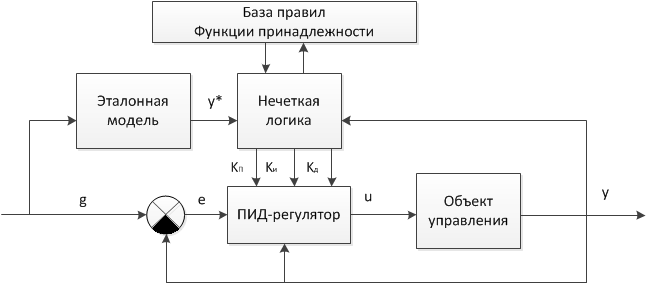 База правил
Функции принадлежности
Эталонная
модель
y*
Нечеткая
логика
Kп
Kи
Kд
g
e
ПИД-регулятор
u
Объект
управления
y